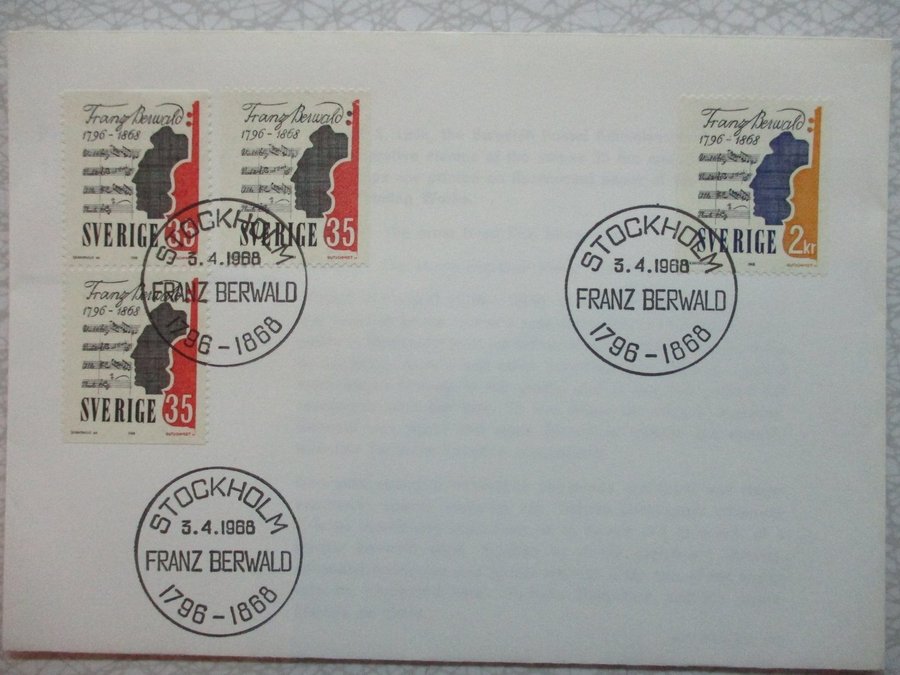 Franz Berwald
1796-1868
SVERIGE 35
Franz Berwald
1796-1868
SVERIGE 35
Franz Berwald
1796-1868
SVERIGE 2kr
STOCKHOLM
3.4.1968
FRANZ BERWALD
1796-1868
STOCKHOLM
3.4.1968
FRANZ BERWALD
1796-1868
Franz Berwald
1796-1868
SVERIGE 35
STOCKHOLM
3.4.1968
FRANZ BERWALD
1796-1868